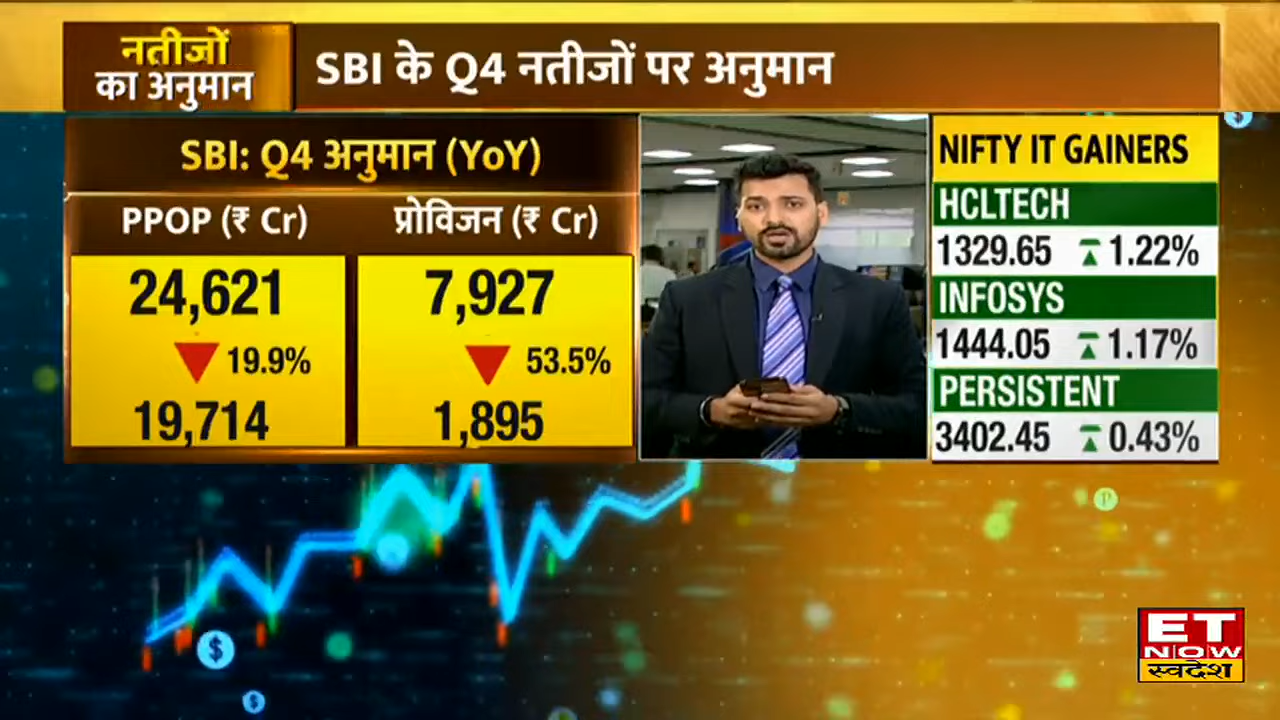 नतीजों
का अनुमान
SBI के Q4 नतीजों पर अनुमान
SBI: Q4 अनुमान (YoY)
PPOP (₹ Cr)
24,621
19.9%
19,714
प्रोविजन (₹ Cr)
7,927
53.5%
1,895
NIFTY IT GAINERS
HCLTECH
1329.65 1.22%
INFOSYS
1444.05 1.17%
PERSISTENT
3402.45 0.43%
ET
NOW
स्वदेश